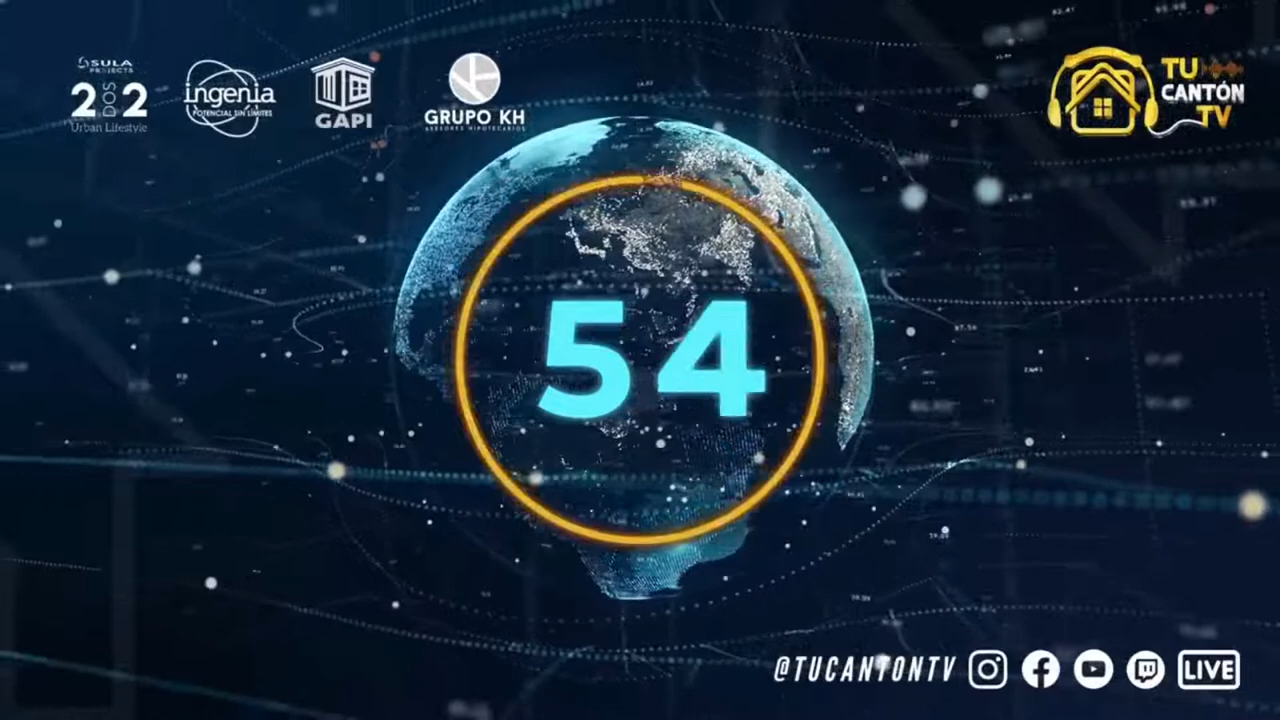 SULA
PROJECTS
2 DOS 2
Urban Lifestyle
ingenia
POTENCIAL SIN LÍMITES
GAPI
GRUPO KH
ASESORES HIPOTECARIOS
TU
CANTÓN
TV
54
@TUCANTONTV
LIVE